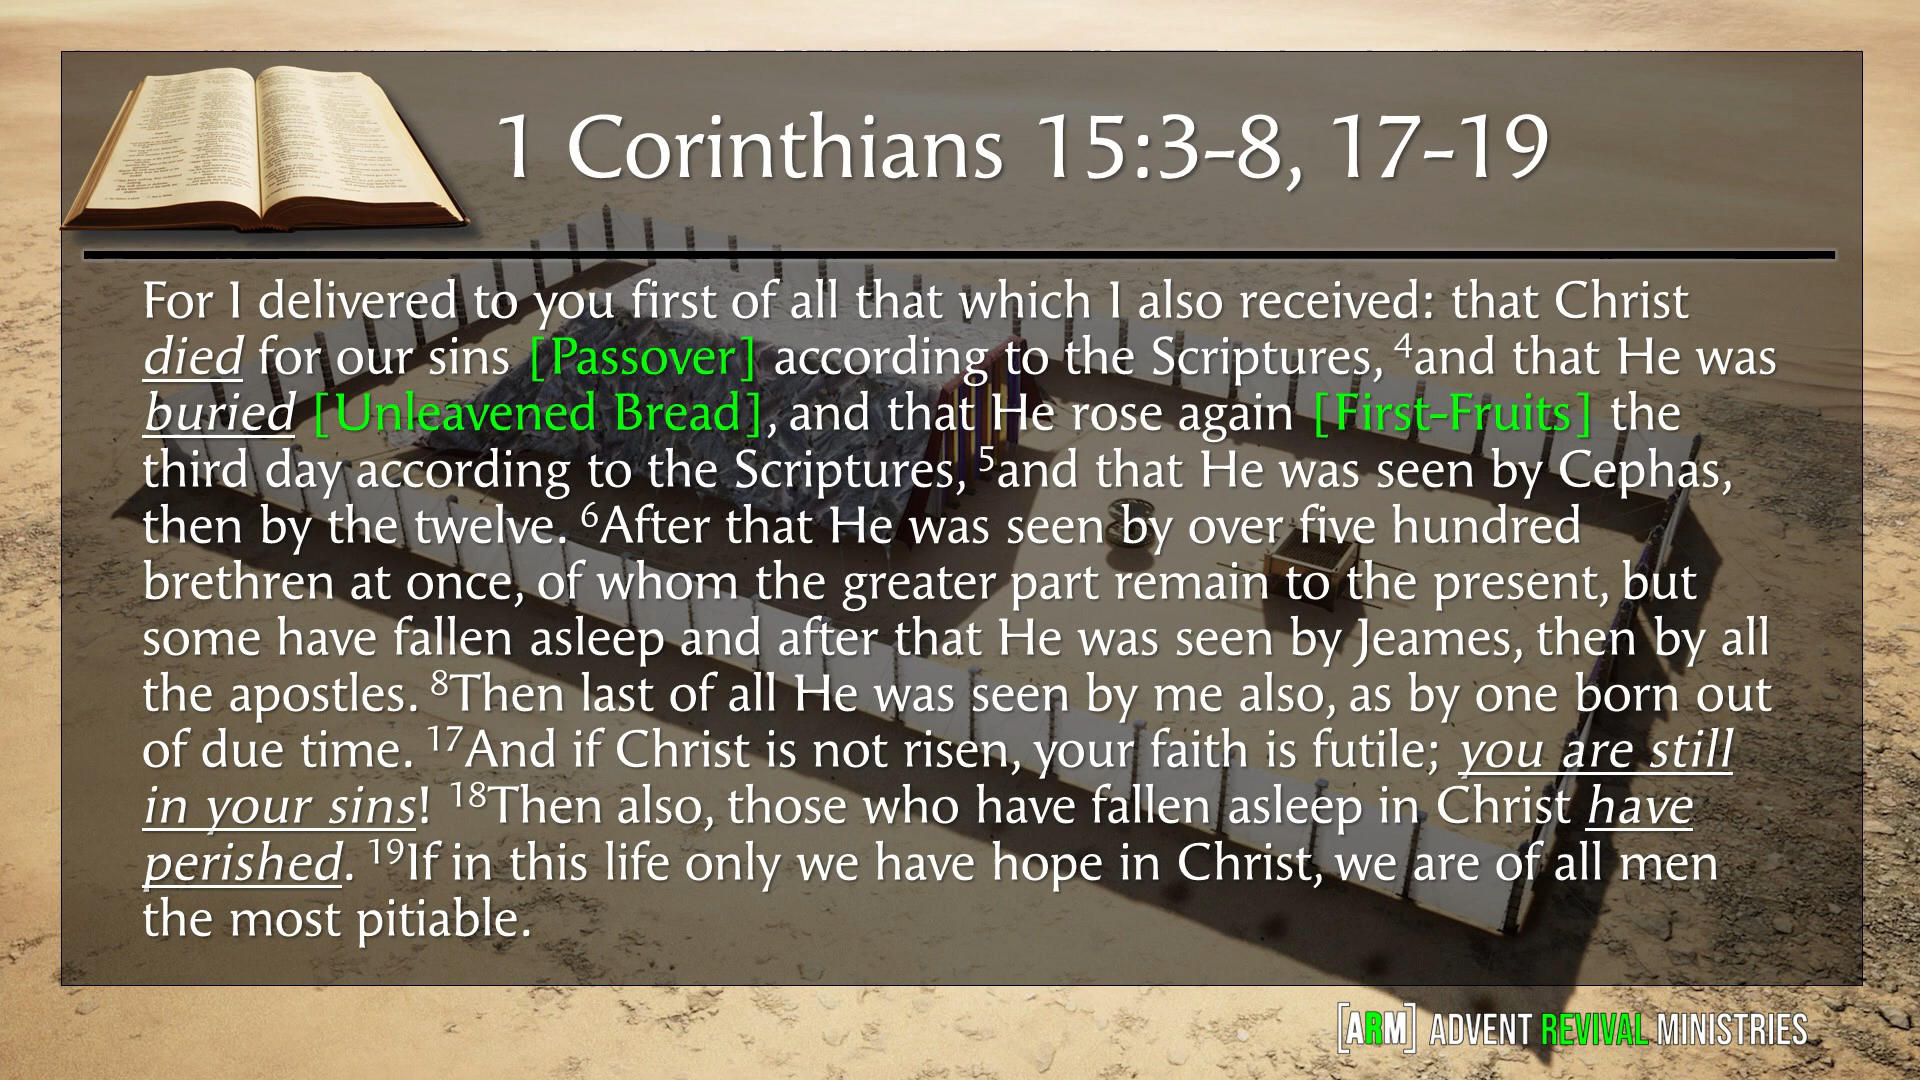 1 Corinthians 15:3-8, 17-19
For I delivered to you first of all that which I also received: that Christ
died for our sins [Passover] according to the Scriptures, ⁴and that He was
buried [Unleavened Bread], and that He rose again [First-Fruits] the
third day according to the Scriptures, ⁵and that He was seen by Cephas,
then by the twelve. ⁶After that He was seen by over five hundred
brethren at once, of whom the greater part remain to the present, but
some have fallen asleep and after that He was seen by Jeames, then by all
the apostles. ⁸Then last of all He was seen by me also, as by one born out
of due time. ¹⁷And if Christ is not risen, your faith is futile; you are still
in your sins! ¹⁸Then also, those who have fallen asleep in Christ have
perished. ¹⁹If in this life only we have hope in Christ, we are of all men
the most pitiable.
[ARM] ADVENT REVIVAL MINISTRIES